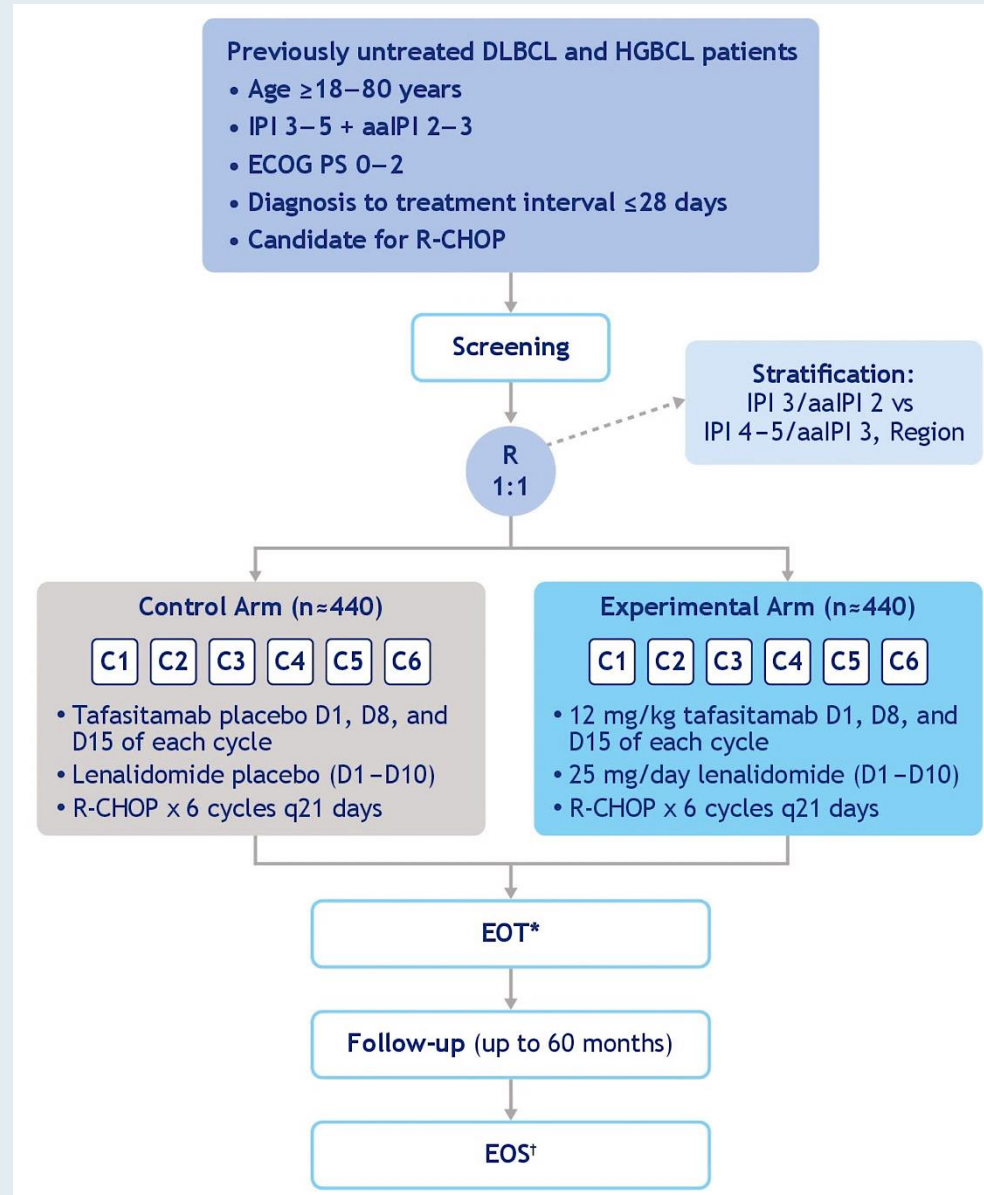 Previously untreated DLBCL and HGBCL patients
• Age ≥18–80 years
• IPI 3–5 + aaIPI 2–3
• ECOG PS 0–2
• Diagnosis to treatment interval ≤28 days
• Candidate for R-CHOP
Screening
Stratification:
IPI 3/aaIPI 2 vs
IPI 4–5/aaIPI 3, Region
R
1:1
Control Arm (n≈440)
C1 C2 C3 C4 C5 C6
• Tafasitamab placebo D1, D8, and
D15 of each cycle
• Lenalidomide placebo (D1–D10)
• R-CHOP x 6 cycles q21 days
Experimental Arm (n≈440)
C1 C2 C3 C4 C5 C6
• 12 mg/kg tafasitamab D1, D8, and
D15 of each cycle
• 25 mg/day lenalidomide (D1–D10)
• R-CHOP x 6 cycles q21 days
EOT*
Follow-up (up to 60 months)
EOS†